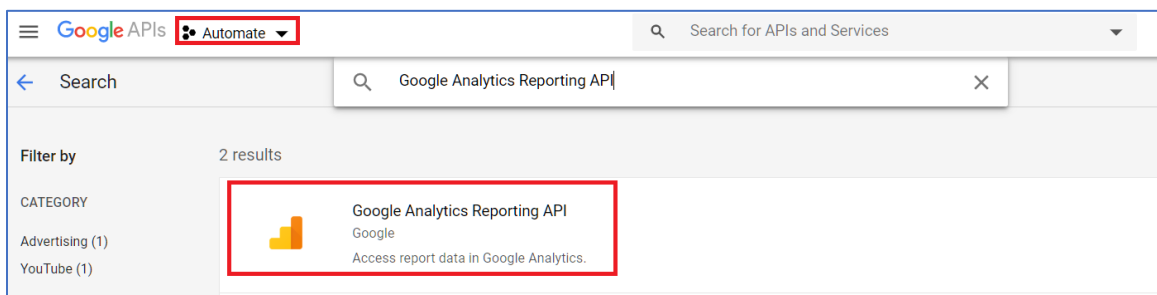 Google APIs Automate Search for APIs and Services
Search Google Analytics Reporting API
Filter by
2 results
CATEGORY
Advertising (1)
YouTube (1)
Google Analytics Reporting API
Google
Access report data in Google Analytics.